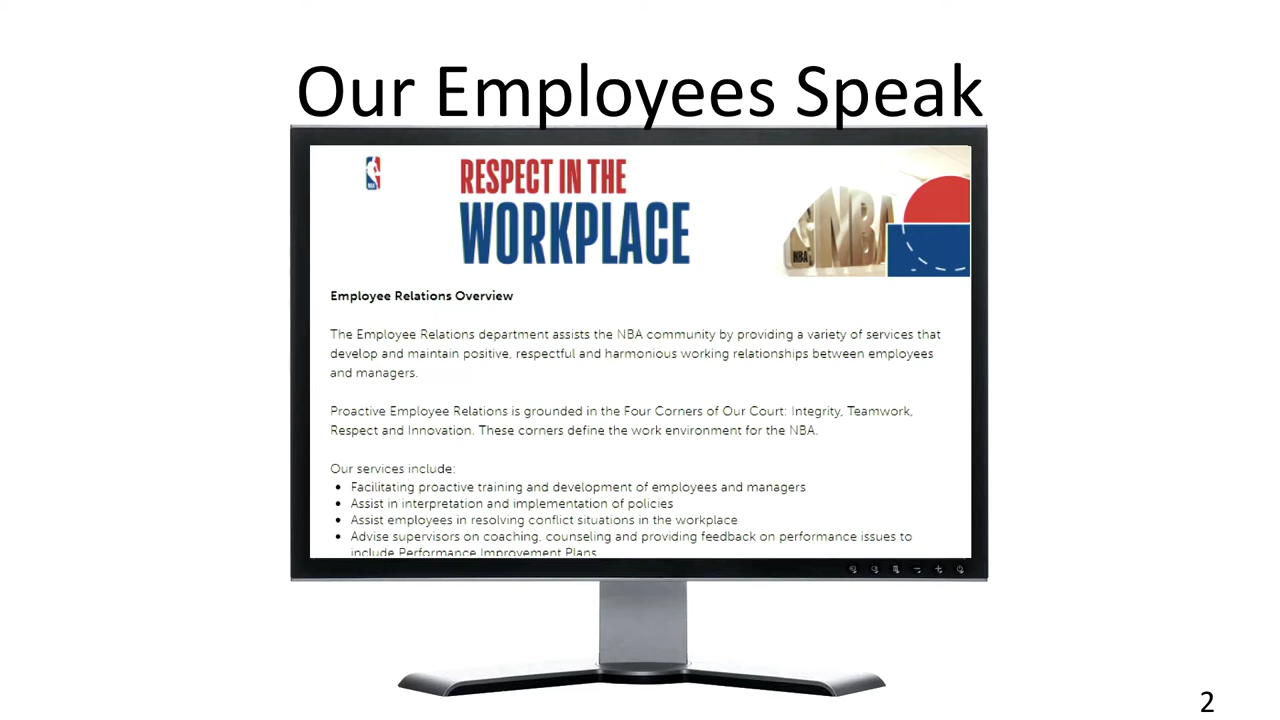 Our Employees Speak
NBA
RESPECT IN THE
WORKPLACE
NBA
NBA
Employee Relations Overview
The Employee Relations department assists the NBA community by providing a variety of services that
develop and maintain positive, respectful and harmonious working relationships between employees
and managers.
Proactive Employee Relations is grounded in the Four Corners of Our Court: Integrity, Teamwork,
Respect and Innovation. These corners define the work environment for the NBA.
Our services include:
• Facilitating proactive training and development of employees and managers
• Assist in interpretation and implementation of policies
• Assist employees in resolving conflict situations in the workplace
• Advise supervisors on coaching, counseling and providing feedback on performance issues to
include Performance Improvement Plans
2